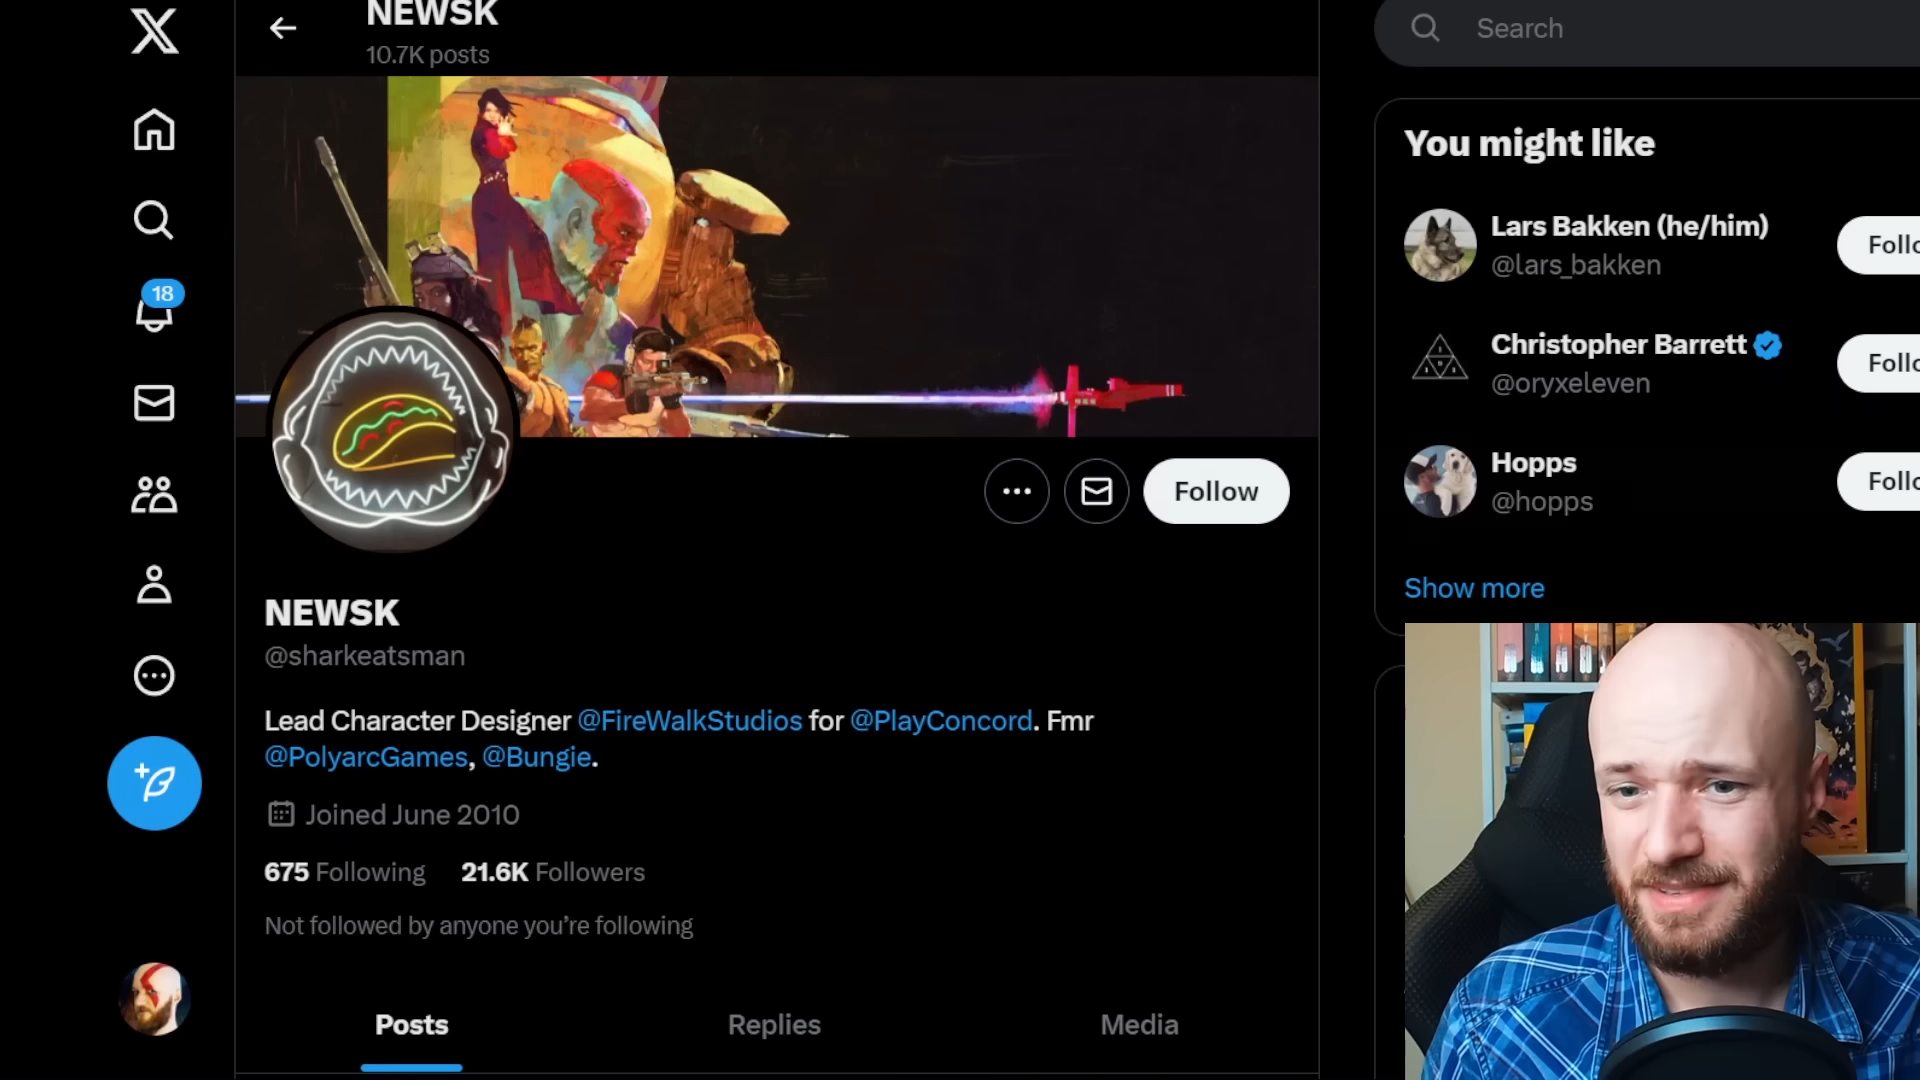 NEWSK
10.7K posts
Search
You might like
Lars Bakken (he/him)
@lars_bakken
Christopher Barrett
@oryxeleven
Hopps
@hopps
Show more
18
Follow
NEWSK
@sharkeatsman
Lead Character Designer @FireWalkStudios for @PlayConcord. Fmr
@PolyarcGames, @Bungie.
Joined June 2010
675 Following 21.6K Followers
Not followed by anyone you're following
Posts Replies Media